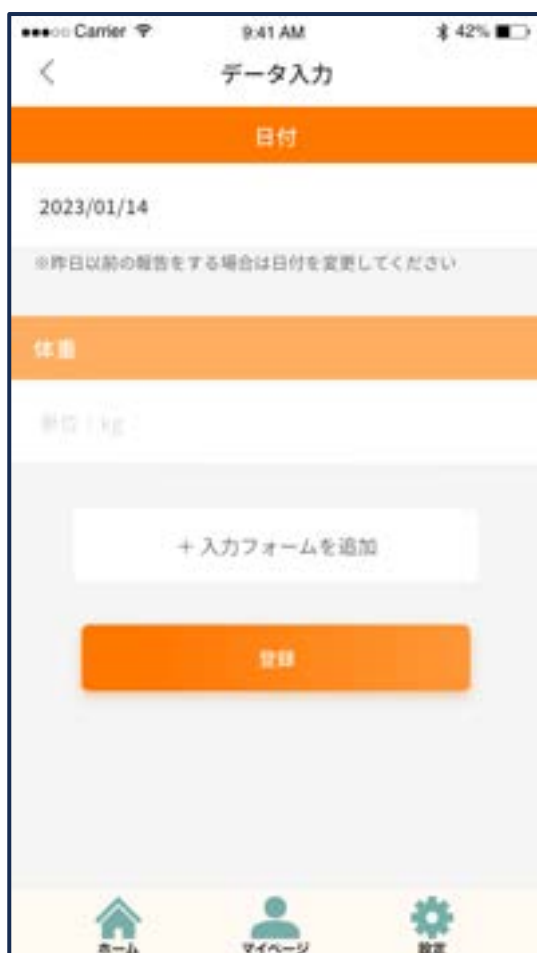 Carrier 9:41 AM 42%
データ入力
日付
2023/01/14
※昨日以前の報告をする場合は日付を変更してください
体重
単位：kg
+ 入力フォームを追加
登録
ホーム マイページ 設定